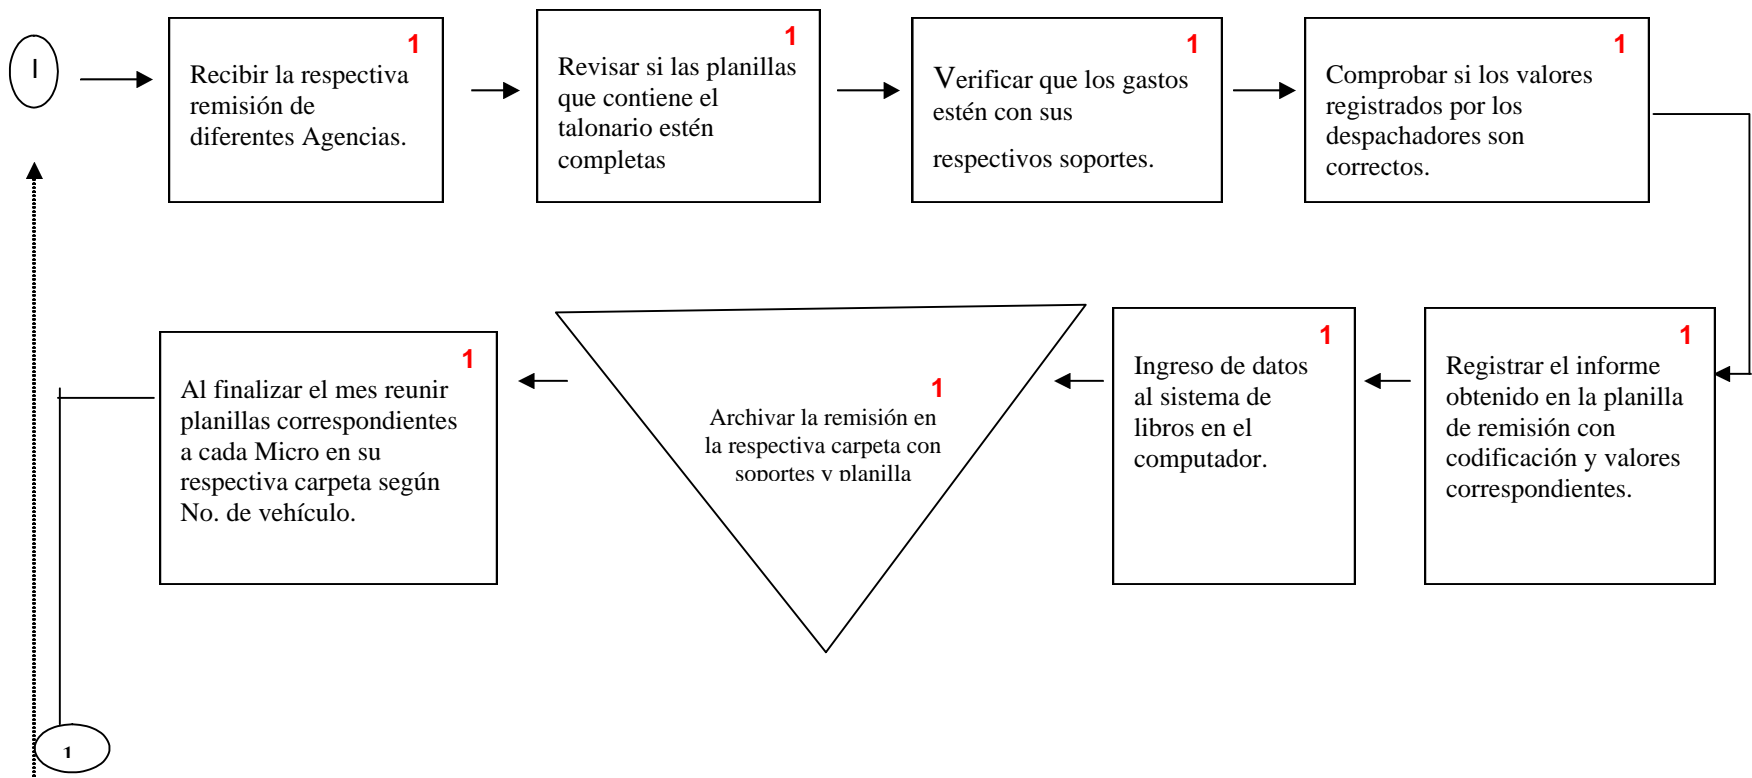 I
1
Recibir la respectiva
remisión de
diferentes Agencias.
1
Revisar si las planillas
que contiene el
talonario estén
completas
1
Verificar que los gastos
estén con sus
respectivos soportes.
1
Comprobar si los valores
registrados por los
despachadores son
correctos.
1
Registrar el informe
obtenido en la planilla
de remisión con
codificación y valores
correspondientes.
1
Ingreso de datos
al sistema de
libros en el
computador.
1
Archivar la remisión en
la respectiva carpeta con
soportes y planilla
1
Al finalizar el mes reunir
planillas correspondientes
a cada Micro en su
respectiva carpeta según
No. de vehículo.
1